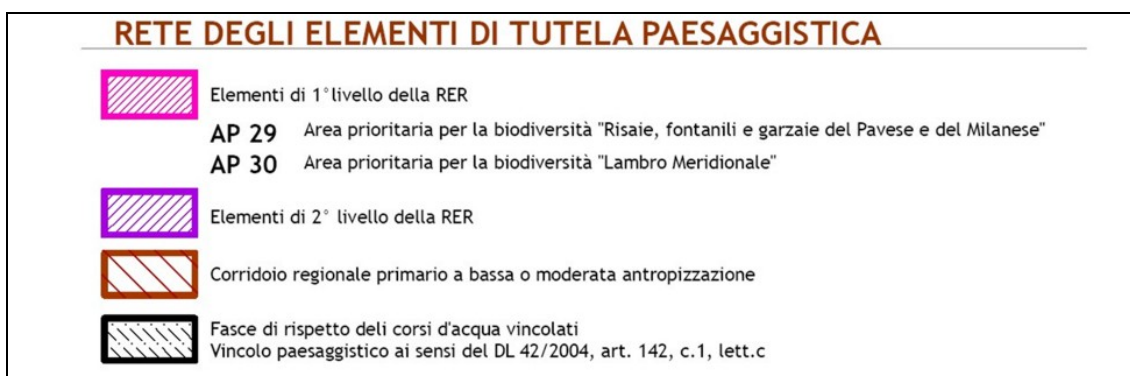 RETE DEGLI ELEMENTI DI TUTELA PAESAGGISTICA
Elementi di 1°livello della RER
AP 29 Area prioritaria per la biodiversità "Risaie, fontanili e garzaie del Pavese e del Milanese"
AP 30 Area prioritaria per la biodiversità "Lambro Meridionale"
Elementi di 2° livello della RER
Corridoio regionale primario a bassa o moderata antropizzazione
Fasce di rispetto deli corsi d'acqua vincolati
Vincolo paesaggistico ai sensi del DL 42/2004, art. 142, c.1, lett.c